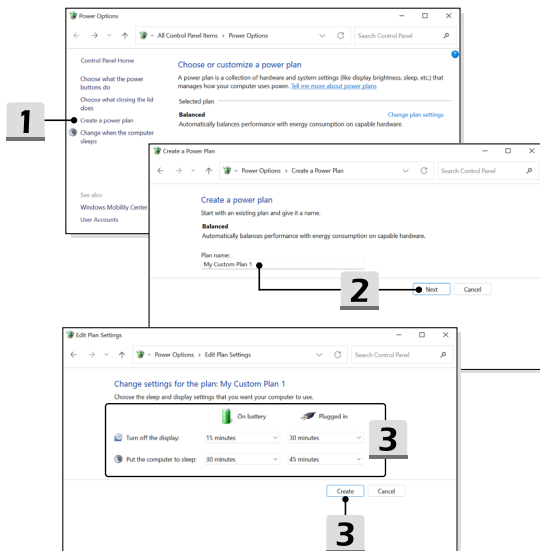 Power Options
All Control Panel Items > Power Options
Search Control Panel
Control Panel Home
Choose what the power
buttons do
Choose what closing the lid
does
Create a power plan
Change when the computer
sleeps
See also
Windows Mobility Center
User Accounts
Choose or customize a power plan
A power plan is a collection of hardware and system settings (like display brightness, sleep, etc.) that
manages how your computer uses power. Tell me more about power plans
Selected plan
Balanced
Change plan settings
Automatically balances performance with energy consumption on capable hardware.
1
Create a Power Plan
Power Options > Create a Power Plan
Search Control Panel
Create a power plan
Start with an existing plan and give it a name.
Balanced
Automatically balances performance with energy consumption on capable hardware.
Plan name:
My Custom Plan 1
2
Next
Cancel
Edit Plan Settings
Power Options > Edit Plan Settings
Search Control Panel
Change settings for the plan: My Custom Plan 1
Choose the sleep and display settings that you want your computer to use.
On battery
Plugged in
Turn off the display:
15 minutes
30 minutes
Put the computer to sleep:
30 minutes
45 minutes
3
Create
Cancel
3